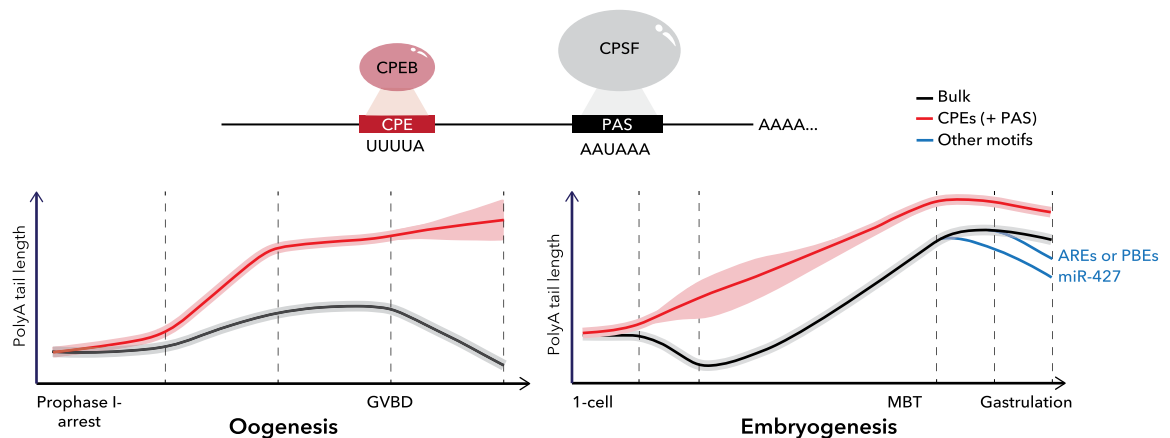 CPEB
CPSF
CPE
PAS
AAAA...
UUUUA
AAUAAA
Bulk
CPEs (+ PAS)
Other motifs
PolyA tail length
Prophase I-
arrest
GVBD
Oogenesis
PolyA tail length
AREs or PBEs
miR-427
1-cell
MBT
Gastrulation
Embryogenesis